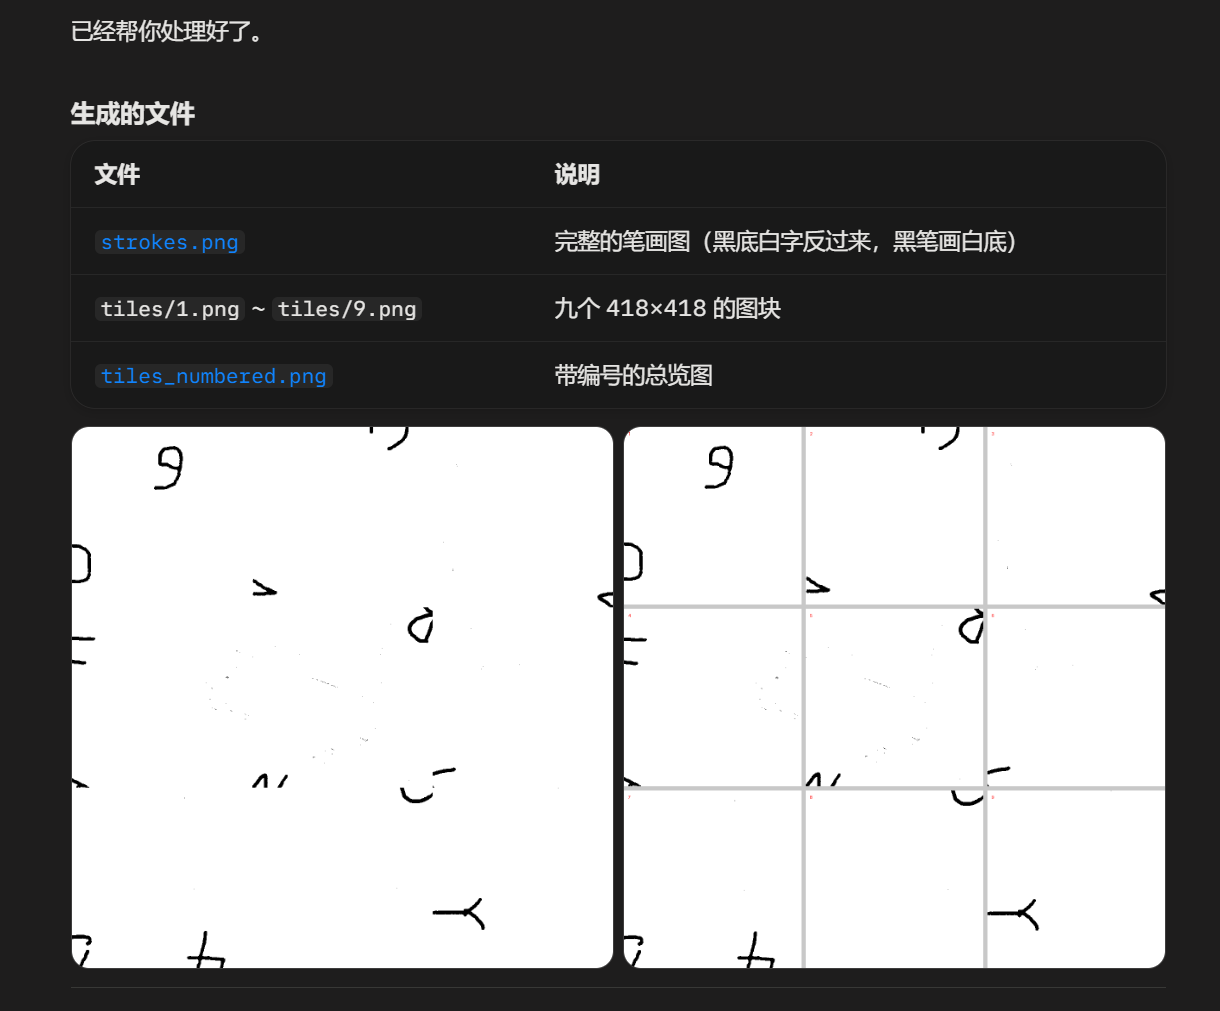 已经帮你处理好了。
生成的文件
文件 说明
strokes.png 完整的笔画图（黑底白字反过来，黑笔画白底）
tiles/1.png ~ tiles/9.png 九个 418×418 的图块
tiles_numbered.png 带编号的总览图
9
9